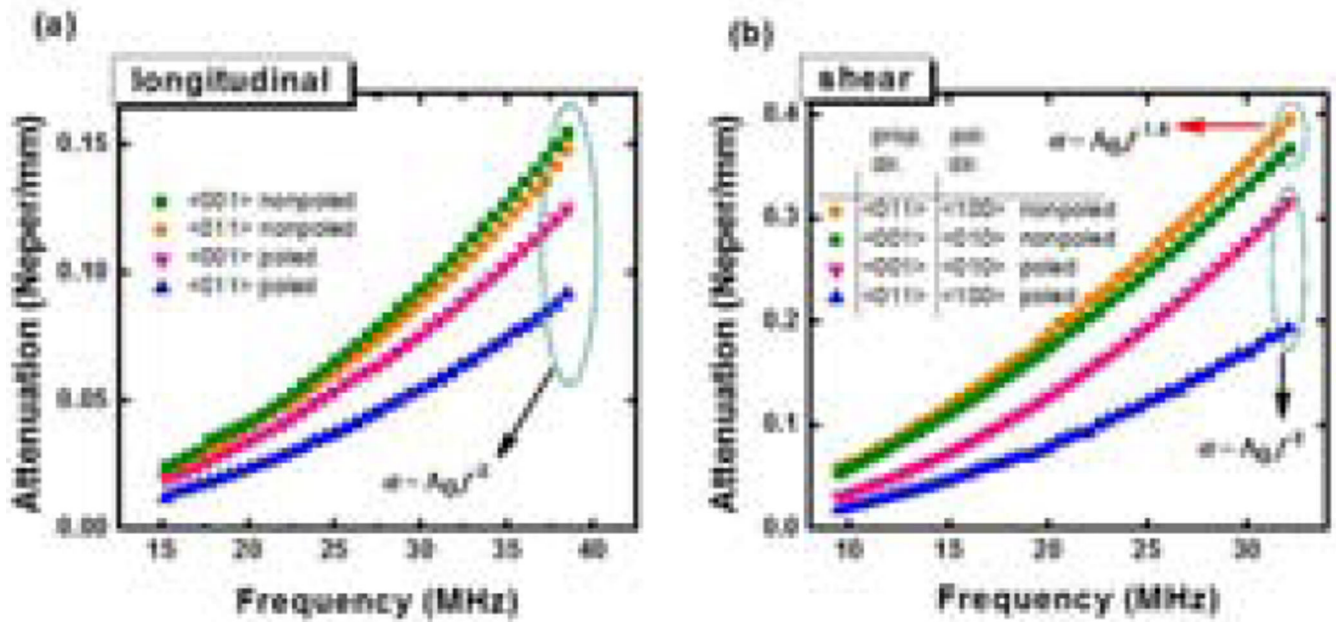 (a)
longitudinal
Attenuation (Neper/mm)
0.15
0.10
0.05
0.00
<001> nonpoled
<011> nonpoled
<001> poled
<011> poled
15 20 25 30 35 40
Frequency (MHz)
(b)
shear
Attenuation (Neper/mm)
0.4
0.3
0.2
0.1
0.0
prop. dir.
<011> <100> nonpoled
<001> <010> nonpoled
<001> <010> poled
<011> <100> poled
10 15 20 25 30
Frequency (MHz)